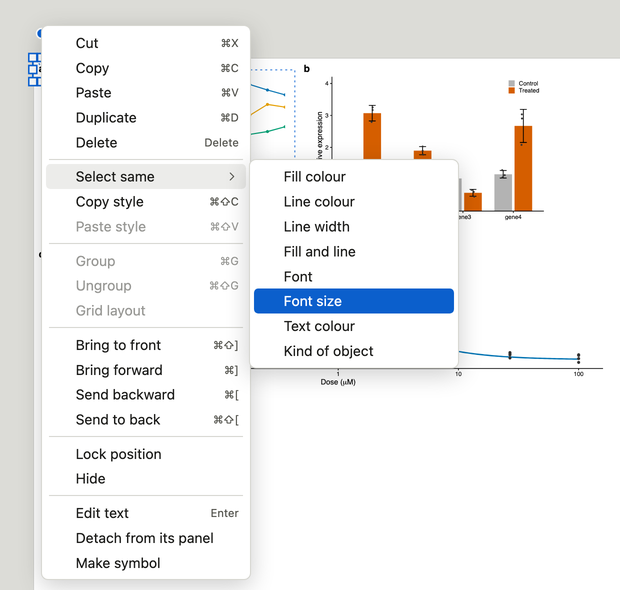 Cut ⌘X
Copy ⌘C
Paste ⌘V
Duplicate ⌘D
Delete Delete
Select same >
Copy style ⌘⇧C
Paste style ⌘⇧V
Group ⌘G
Ungroup ⌘⇧G
Grid layout
Bring to front ⌘⇧]
Bring forward ⌘]
Send backward ⌘[
Send to back ⌘⇧[
Lock position
Hide
Edit text Enter
Detach from its panel
Make symbol
Fill colour
Line colour
Line width
Fill and line
Font
Font size
Text colour
Kind of object
b
Control
Treated
4
3
2
expression
gene4
1
10
100
Dose (μM)